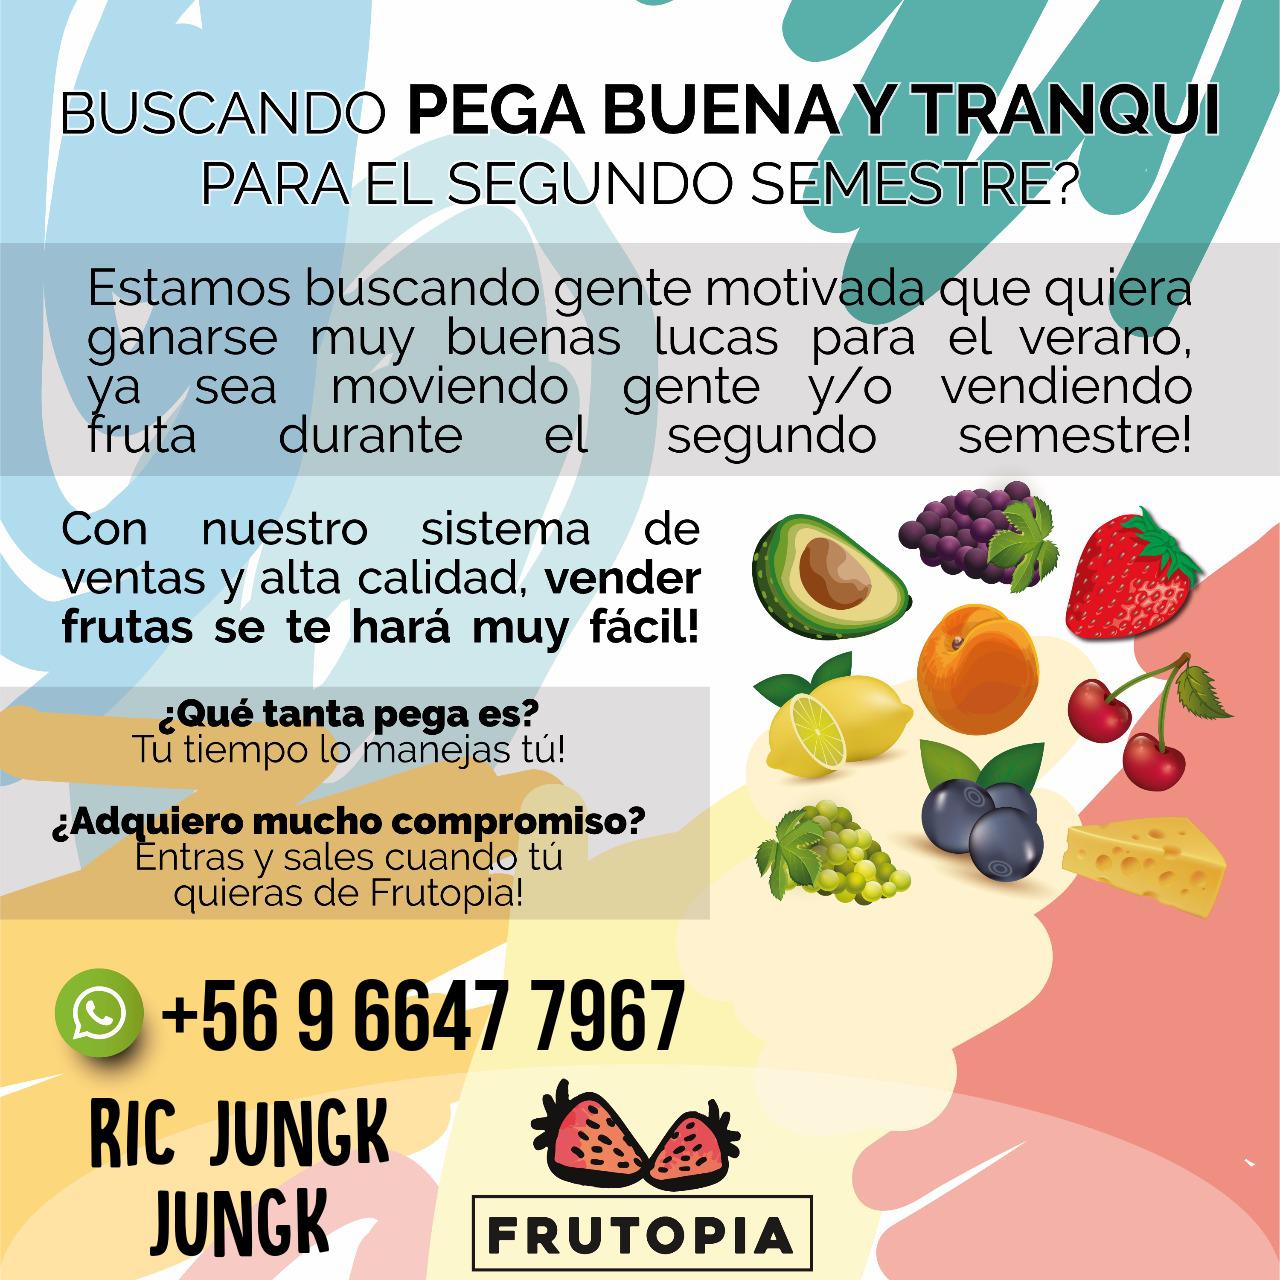 BUSCANDO PEGA BUENA Y TRANQUI
PARA EL SEGUNDO SEMESTRE?
Estamos buscando gente motivada que quiera
ganarse muy buenas lucas para el verano,
ya sea moviendo gente y/o vendiendo
fruta durante el segundo semestre!
Con nuestro sistema de
ventas y alta calidad, vender
frutas se te hará muy fácil!
¿Qué tanta pega es?
Tu tiempo lo manejas tú!
¿Adquiero mucho compromiso?
Entras y sales cuando tú
quieras de Frutopia!
+56 9 6647 7967
RIC JUNGK
JUNGK
FRUTOPIA